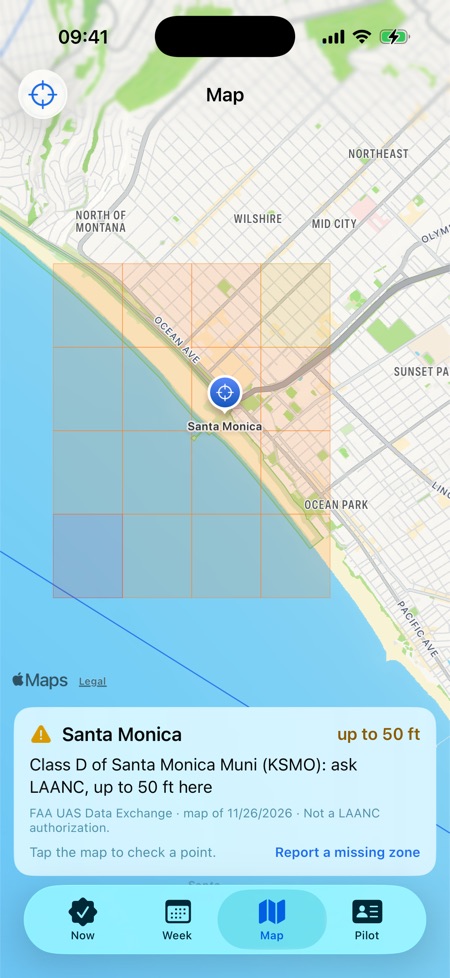 09:41
Map
NORTHEAST
NORTH OF
MONTANA
WILSHIRE
MID CITY
OLYM
OCEAN AVE
SUNSET PA
Santa Monica
LINC
OCEAN PARK
PACIFIC AVE
Maps
Legal
Santa Monica
up to 50 ft
Class D of Santa Monica Muni (KSMO): ask
LAANC, up to 50 ft here
FAA UAS Data Exchange · map of 11/26/2026 · Not a LAANC
authorization.
Tap the map to check a point.
Report a missing zone
Now
Week
Map
Pilot